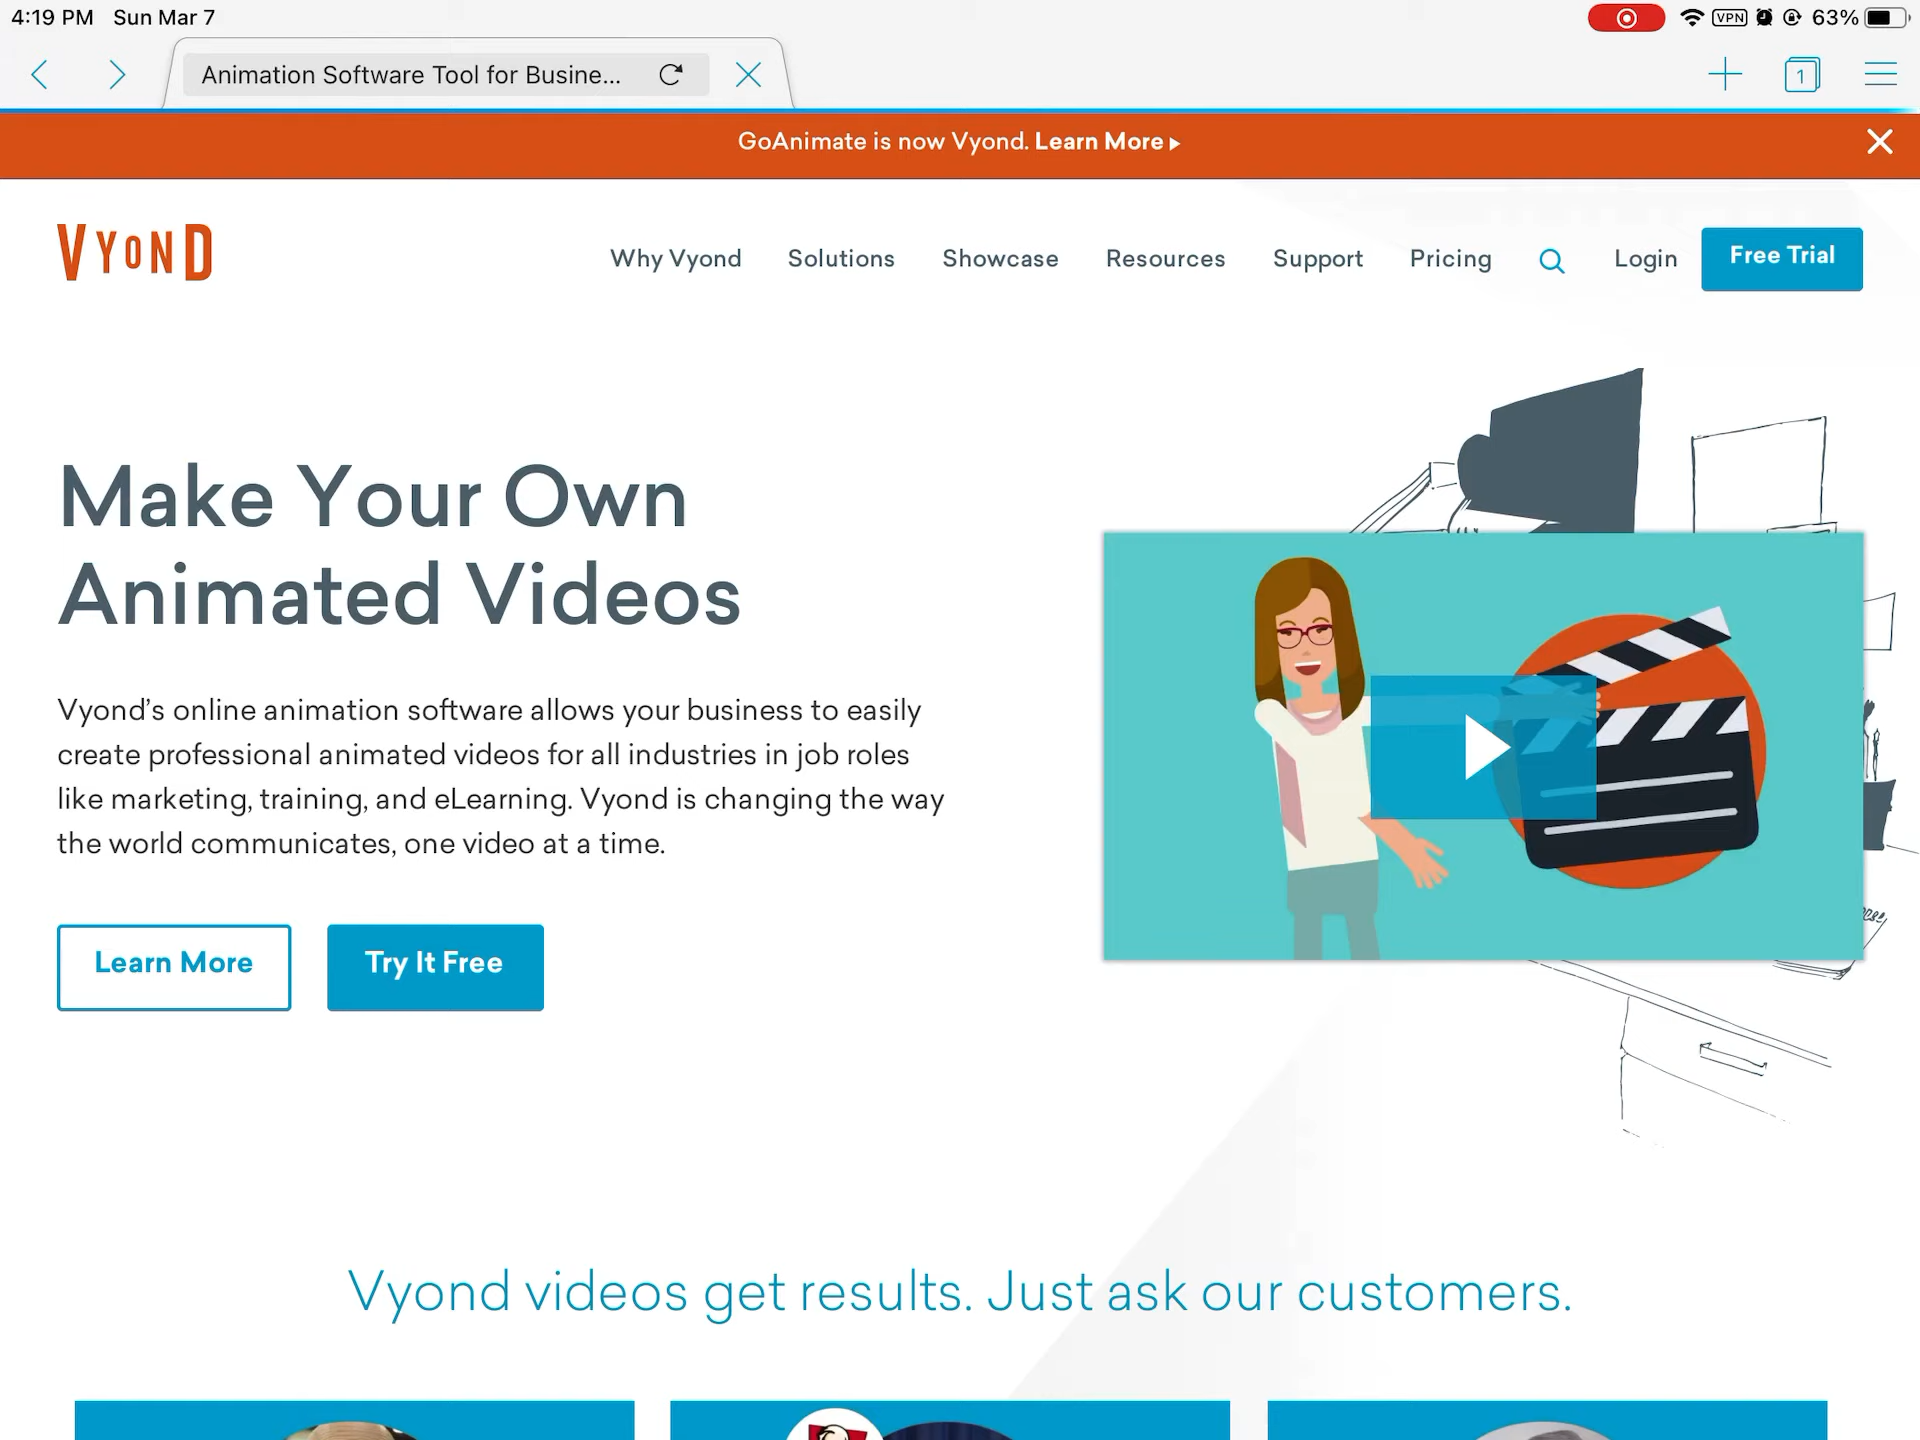 4:19 PM Sun Mar 7
VPN 63%
Animation Software Tool for Busine...
1
GoAnimate is now Vyond. Learn More ▸
VYOND
Why Vyond Solutions Showcase Resources Support Pricing Login Free Trial
Make Your Own
Animated Videos
Vyond’s online animation software allows your business to easily
create professional animated videos for all industries in job roles
like marketing, training, and eLearning. Vyond is changing the way
the world communicates, one video at a time.
Learn More Try It Free
Vyond videos get results. Just ask our customers.